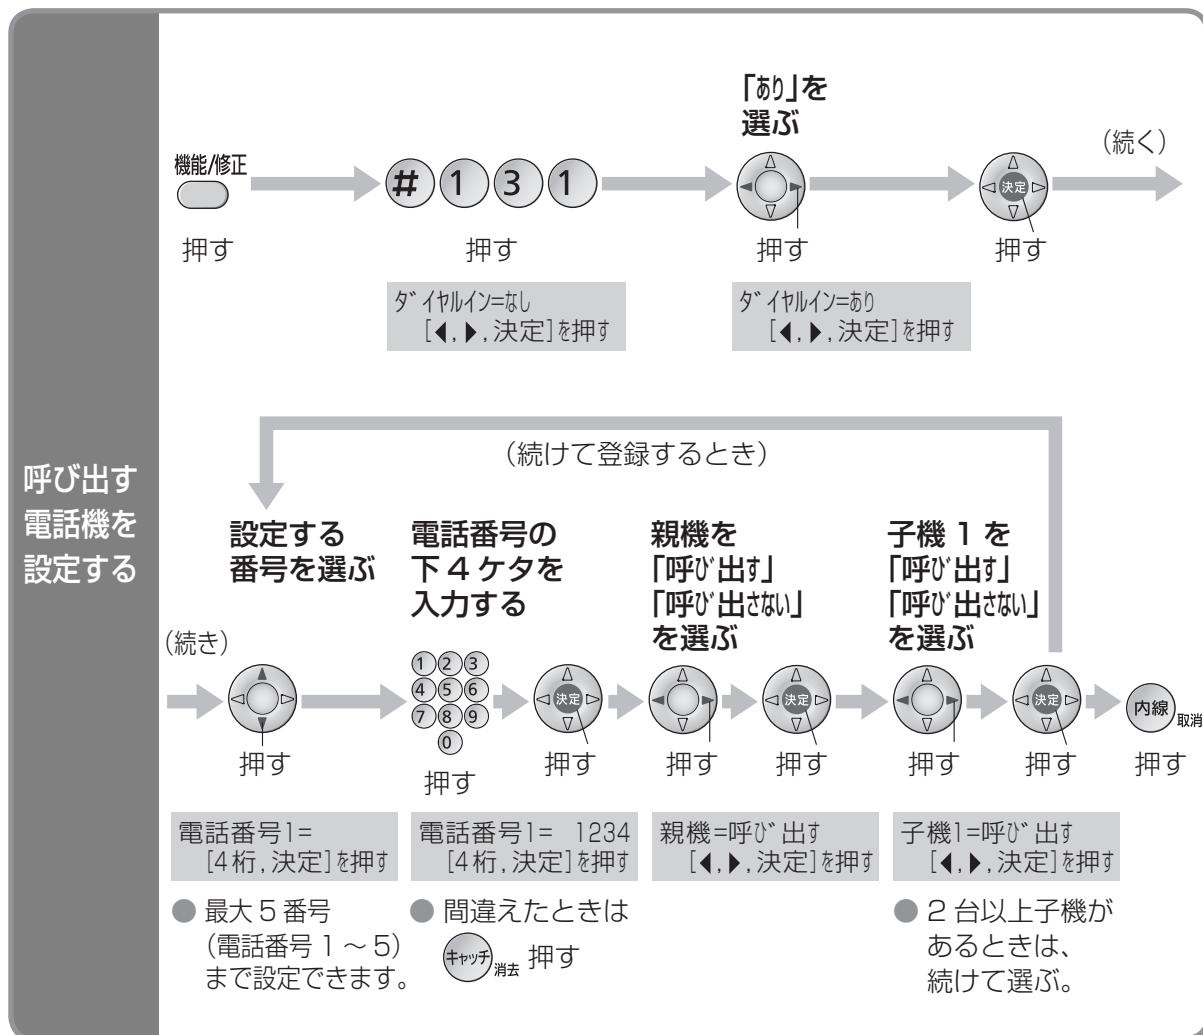 呼び出す
電話機を
設定する
機能/修正
押す
# 1 3 1
押す
ダイヤルイン=なし
[◀,▶,決定]を押す
「あり」を
選ぶ
押す
ダイヤルイン=あり
[◀,▶,決定]を押す
決定
押す
(続く)
(続けて登録するとき)
(続き)
設定する
番号を選ぶ
押す
電話番号1=
[4桁,決定]を押す
● 最大5番号
(電話番号1〜5)
まで設定できます。
電話番号の
下4ケタを
入力する
1 2 3
4 5 6
7 8 9
0
押す
決定
押す
電話番号1= 1234
[4桁,決定]を押す
● 間違えたときは
キャッチ 消去 押す
親機を
「呼び出す」
「呼び出さない」
を選ぶ
押す
決定
押す
親機=呼び出す
[◀,▶,決定]を押す
子機1を
「呼び出す」
「呼び出さない」
を選ぶ
押す
決定
押す
子機1=呼び出す
[◀,▶,決定]を押す
● 2台以上子機が
あるときは、
続けて選ぶ。
内線 取消
押す